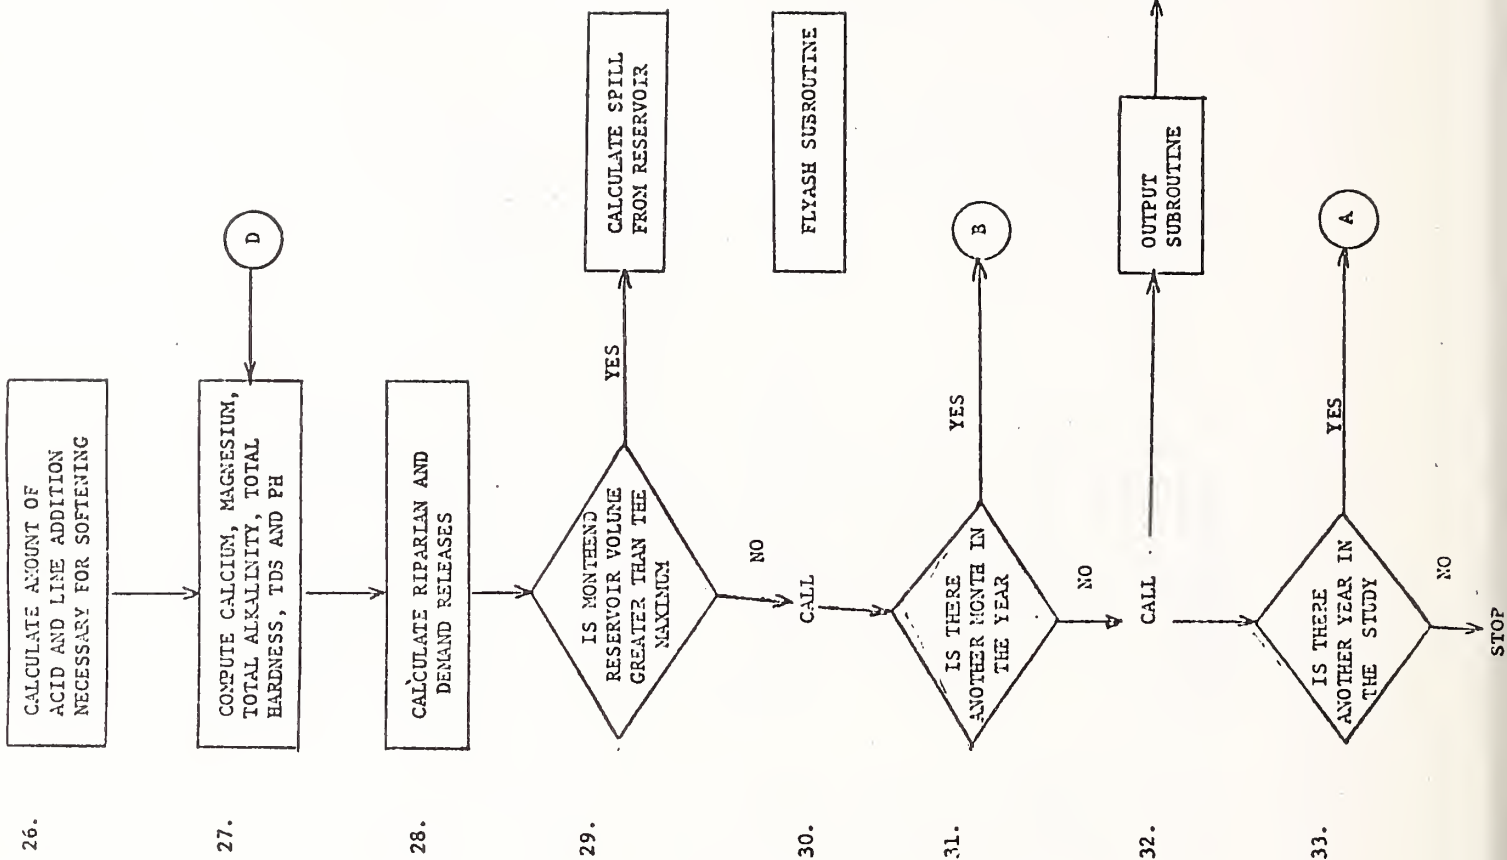 26.
CALCULATE AMOUNT OF
ACID AND LIME ADDITION
NECESSARY FOR SOFTENING
27.
COMPUTE CALCIUM, MAGNESIUM,
TOTAL ALKALINITY, TOTAL
HARDNESS, TDS AND PH
D
28.
CALCULATE RIPARIAN AND
DEMAND RELEASES
29.
IS MONTHEND
RESERVOIR VOLUME
GREATER THAN THE
MAXIMUM
YES
CALCULATE SPILL
FROM RESERVOIR
NO
30.
CALL
FLYASH SUBROUTINE
31.
IS THERE
ANOTHER MONTH IN
THE YEAR
YES
B
NO
32.
CALL
OUTPUT
SUBROUTINE
33.
IS THERE
ANOTHER YEAR IN
THE STUDY
YES
A
NO
STOP